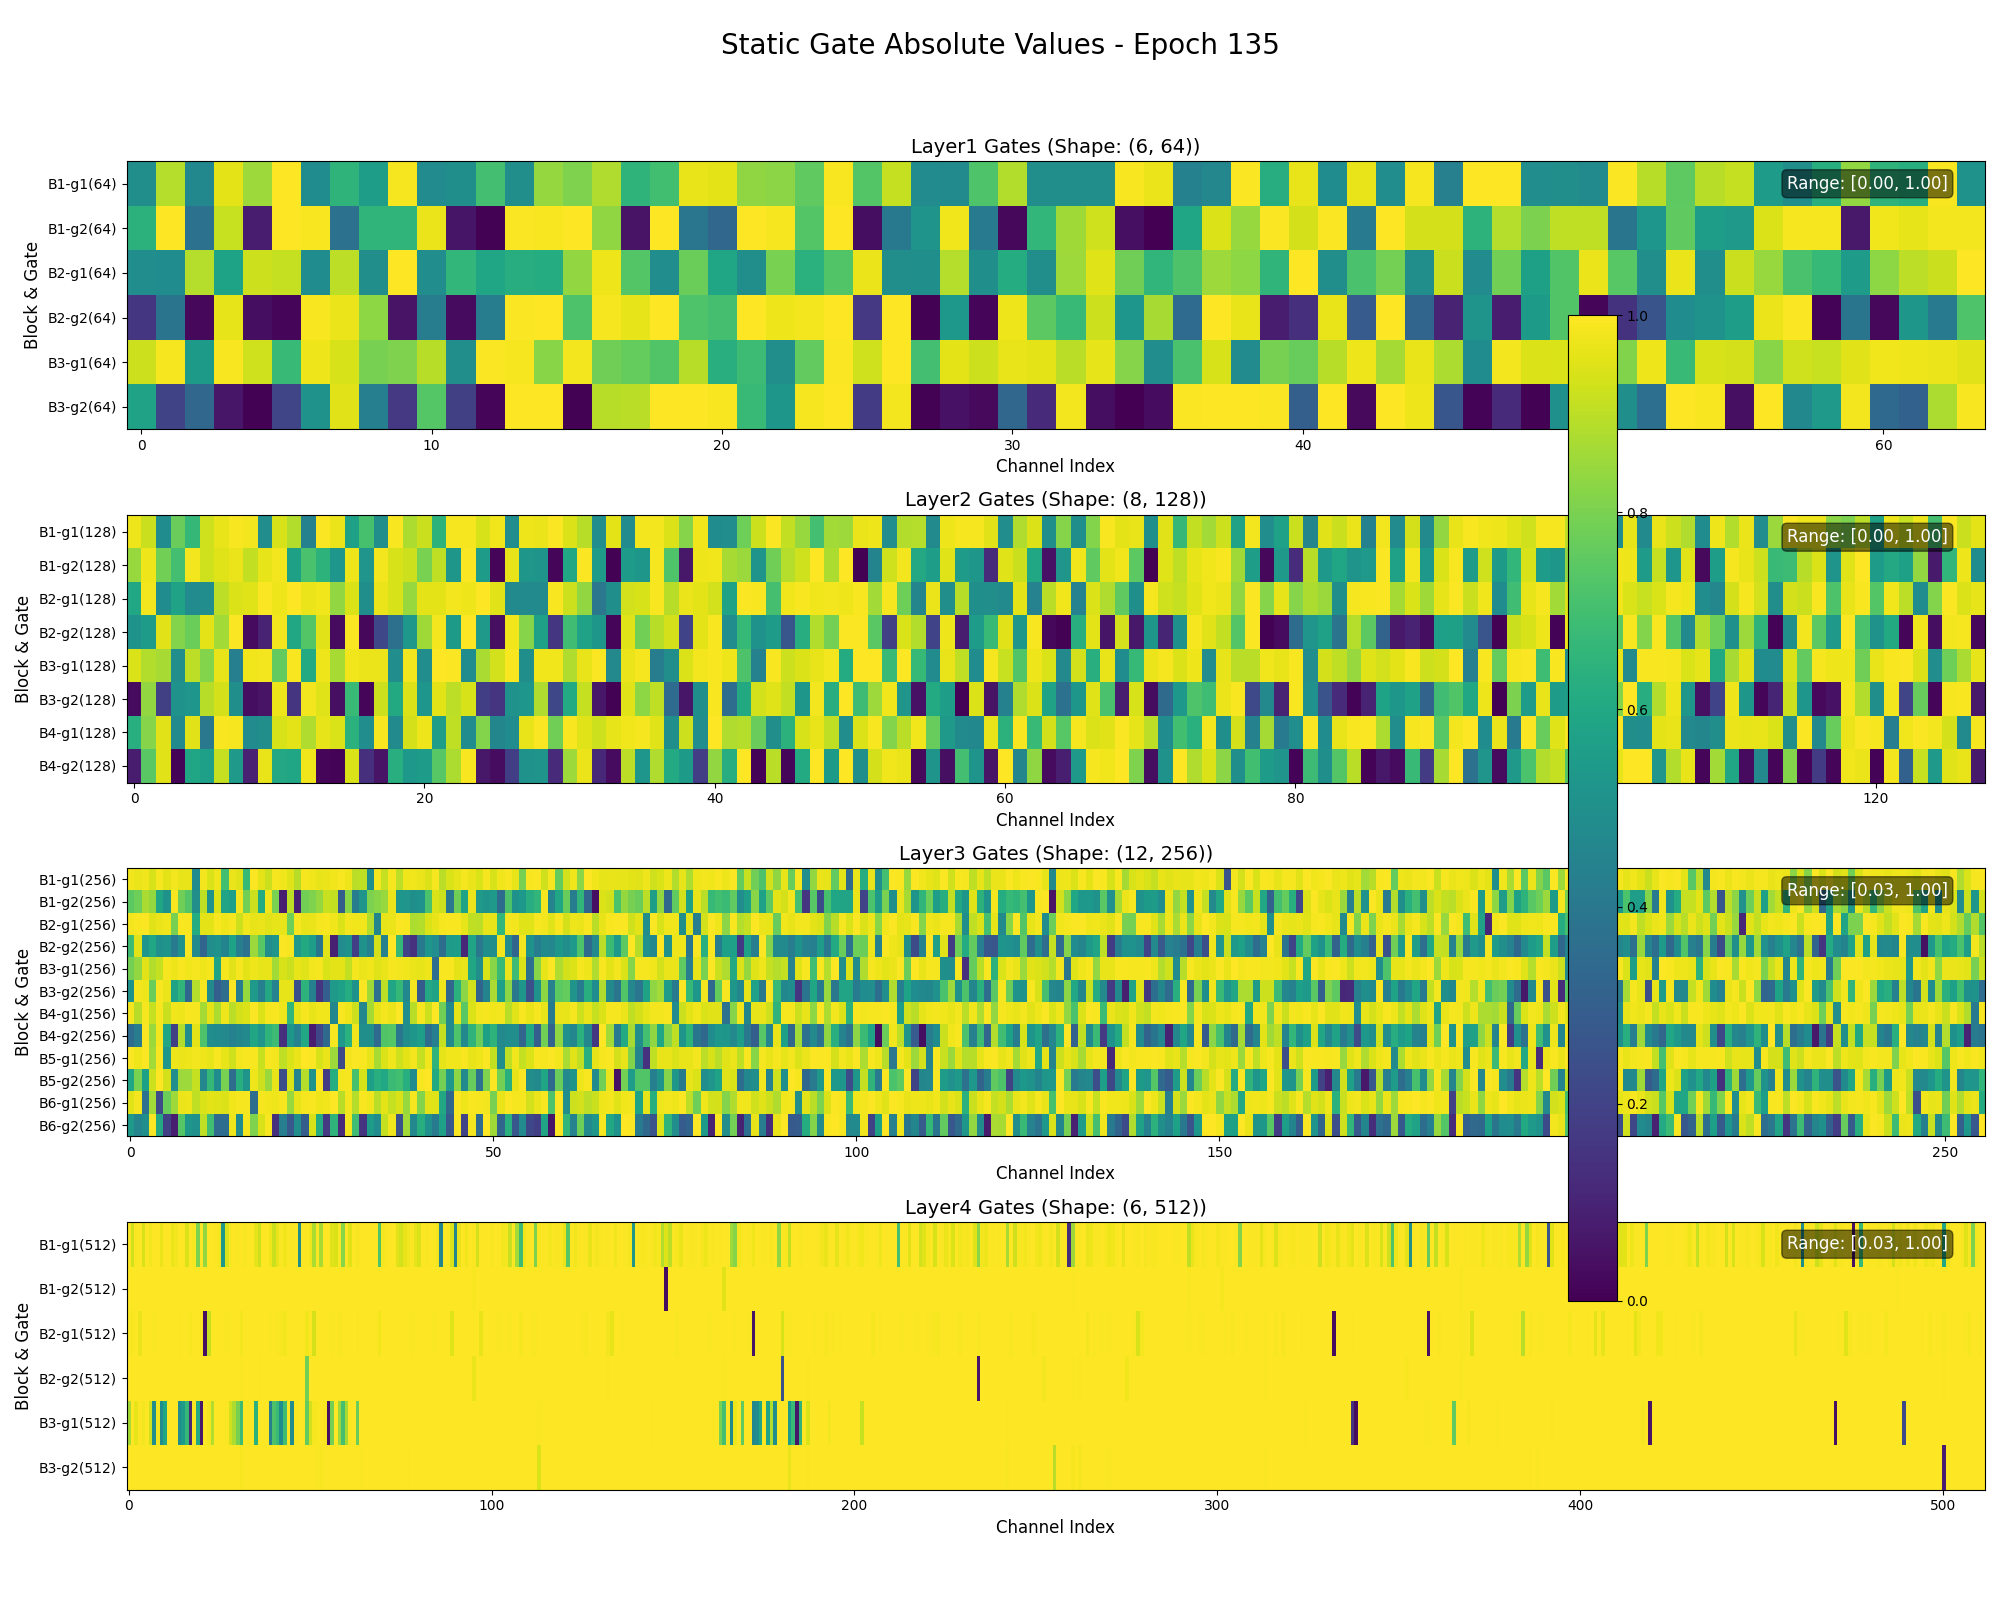 Static Gate Absolute Values - Epoch 135
Layer1 Gates (Shape: (6, 64))
Block & Gate
B1-g1(64)
B1-g2(64)
B2-g1(64)
B2-g2(64)
B3-g1(64)
B3-g2(64)
Range: [0.00, 1.00]
0 10 20 30 40 60
Channel Index
Layer2 Gates (Shape: (8, 128))
Block & Gate
B1-g1(128)
B1-g2(128)
B2-g1(128)
B2-g2(128)
B3-g1(128)
B3-g2(128)
B4-g1(128)
B4-g2(128)
Range: [0.00, 1.00]
0 20 40 60 80 120
Channel Index
Layer3 Gates (Shape: (12, 256))
Block & Gate
B1-g1(256)
B1-g2(256)
B2-g1(256)
B2-g2(256)
B3-g1(256)
B3-g2(256)
B4-g1(256)
B4-g2(256)
B5-g1(256)
B5-g2(256)
B6-g1(256)
B6-g2(256)
Range: [0.03, 1.00]
0 50 100 150 250
Channel Index
Layer4 Gates (Shape: (6, 512))
Block & Gate
B1-g1(512)
B1-g2(512)
B2-g1(512)
B2-g2(512)
B3-g1(512)
B3-g2(512)
Range: [0.03, 1.00]
0 100 200 300 400 500
Channel Index
1.0
0.8
0.6
0.4
0.2
0.0